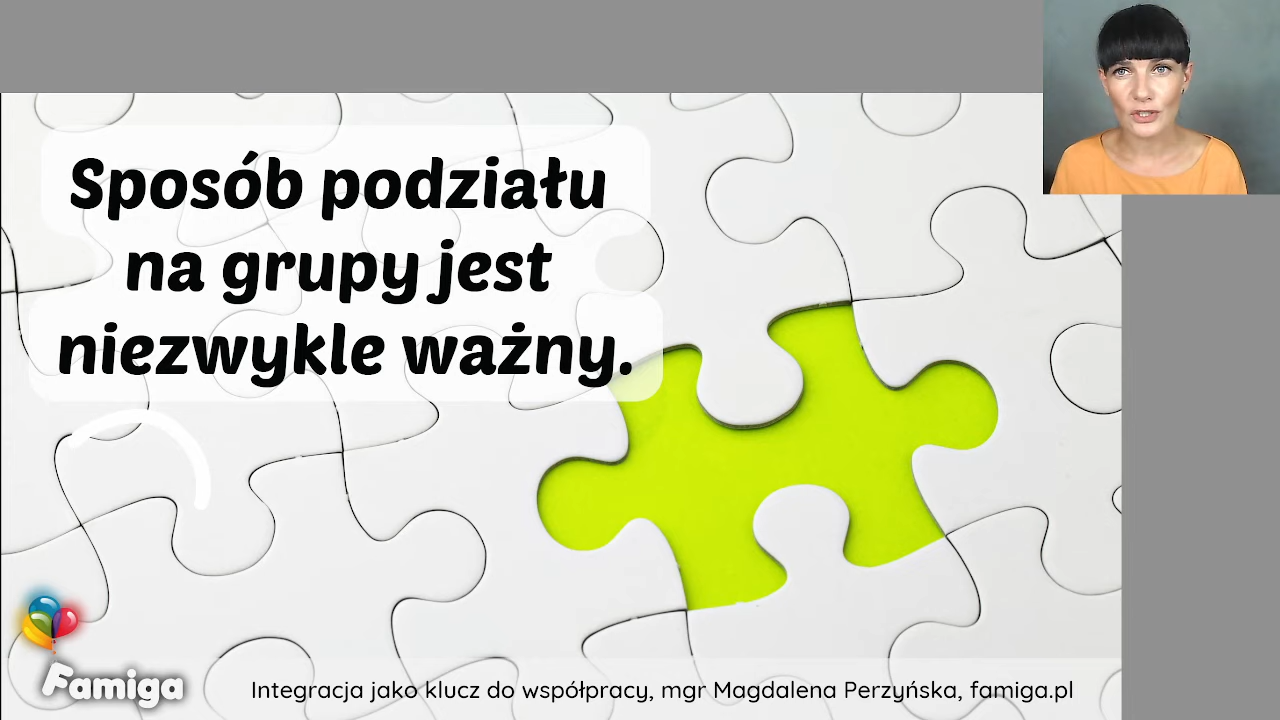 Sposób podziału
na grupy jest
niezwykle ważny.
Famiga
Integracja jako klucz do współpracy, mgr Magdalena Perzyńska, famiga.pl